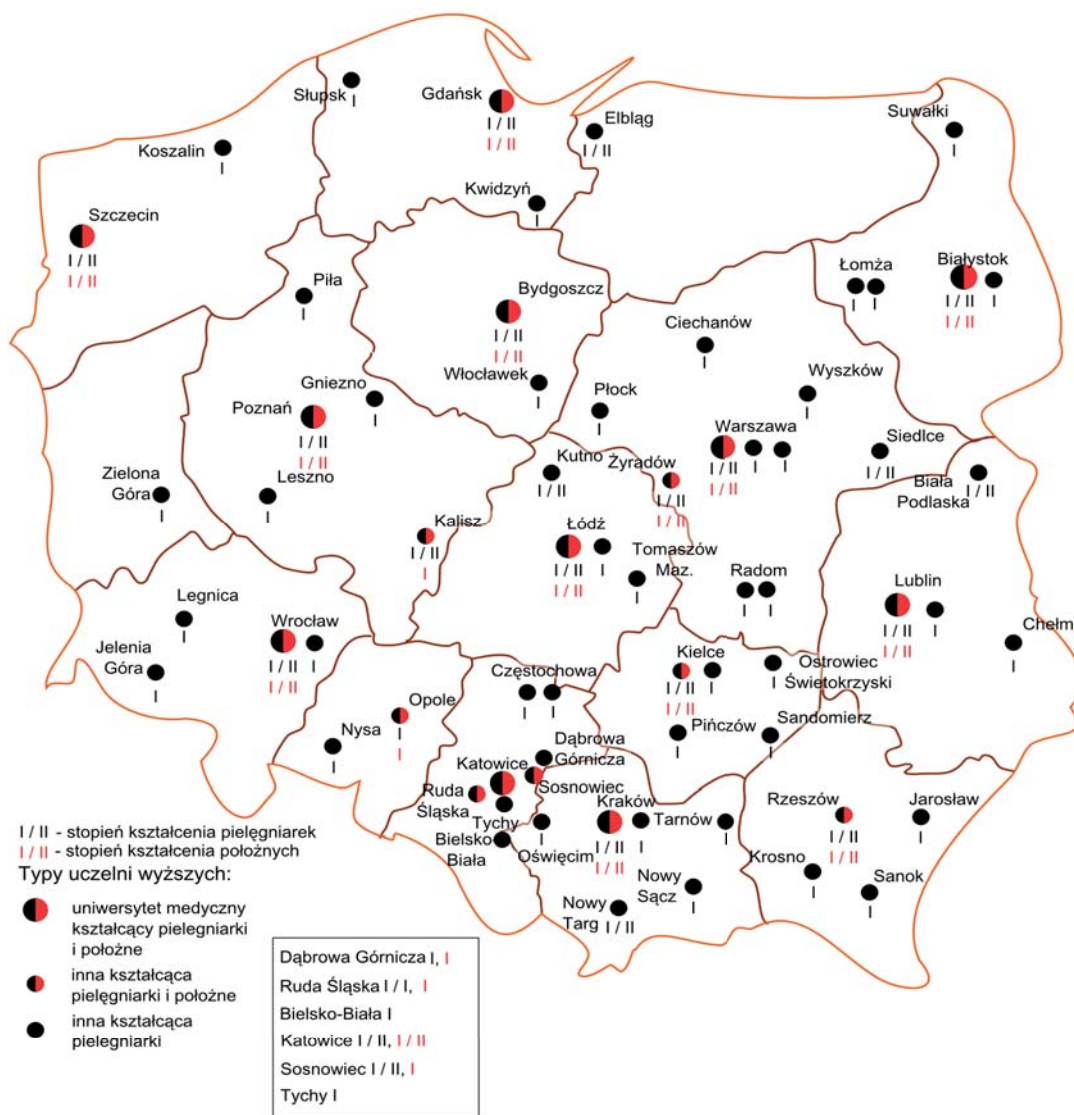 Słupsk
I
Gdańsk
I / II
I / II
Elbląg
I / II
Suwałki
I
Koszalin
I
Kwidzyń
I
Szczecin
I / II
I / II
Piła
I
Bydgoszcz
I / II
I / II
Łomża
I I
Białystok
I / II
I / II
I
Ciechanów
I
Włocławek
I
Gniezno
I
Poznań
I / II
I / II
Płock
I
Wyszków
I
Warszawa
I / II
I / II
I I
Siedlce
I / II
Biała
Podlaska
I / II
Kutno
I / II
Żyradów
I / II
I / II
Zielona
Góra
I
Leszno
I
Kalisz
I / II
I
Łódź
I / II
I / II
I
Tomaszów
Maz.
I
Radom
I I
Lublin
I / II
I / II
I
Chełm
I
Legnica
I
Jelenia
Góra
I
Wrocław
I / II
I / II
I
Kielce
I / II
I / II
I
Ostrowiec
Świetokrzyski
I
Częstochowa
I I
Opole
I
I
Nysa
I
Pińczów
I
Sandomierz
I
Dąbrowa
Górnicza
Katowice
Sosnowiec
Ruda
Śląska
Tychy
Bielsko
Biała
Oświęcim
I
Kraków
I / II
I / II
I
Tarnów
I
Rzeszów
I / II
I / II
Jarosław
I
Krosno
I
Sanok
I
Nowy
Sącz
I
Nowy
Targ
I / II
I / II - stopień kształcenia pielęgniarek
I / II - stopień kształcenia położnych
Typy uczelni wyższych:
uniwersytet medyczny
kształcący pielegniarki
i położne
inna kształcąca
pielęgniarki i położne
inna kształcąca
pielegniarki
Dąbrowa Górnicza I, I
Ruda Śląska I / I, I
Bielsko-Biała I
Katowice I / II, I / II
Sosnowiec I / II, I
Tychy I